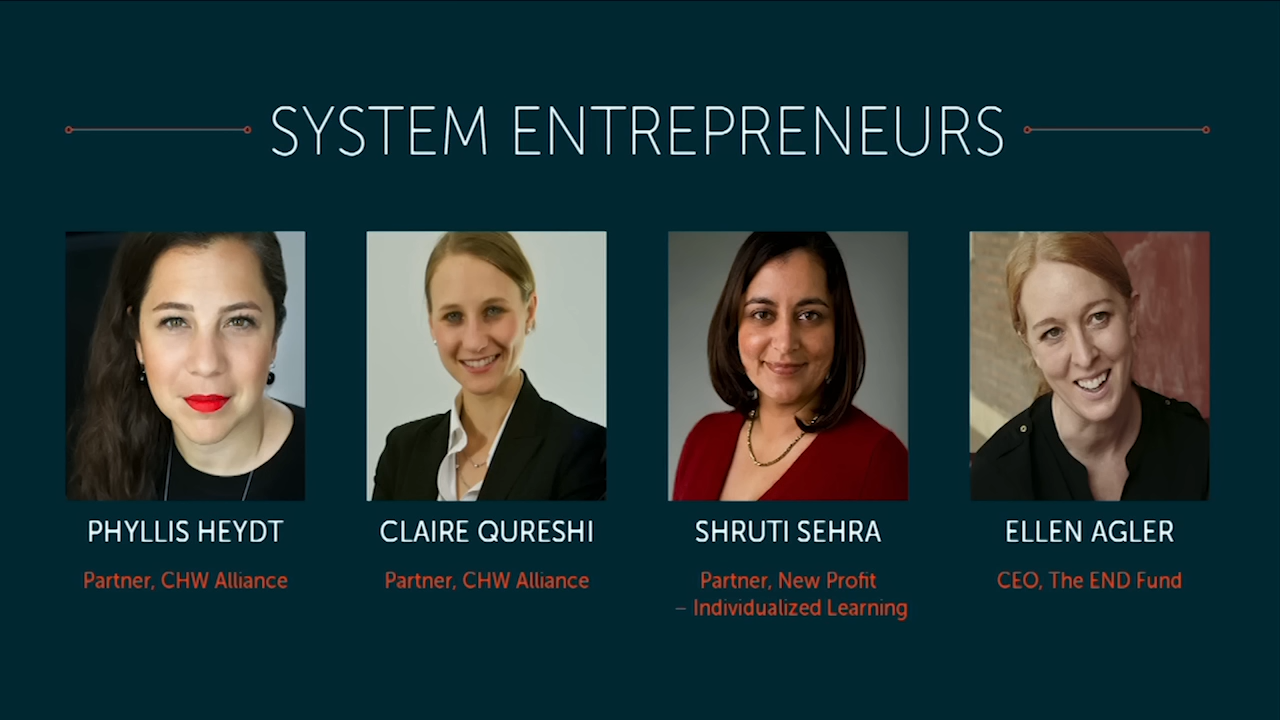 SYSTEM ENTREPRENEURS
PHYLLIS HEYDT
Partner, CHW Alliance
CLAIRE QURESHI
Partner, CHW Alliance
SHRUTI SEHRA
Partner, New Profit
– Individualized Learning
ELLEN AGLER
CEO, The END Fund